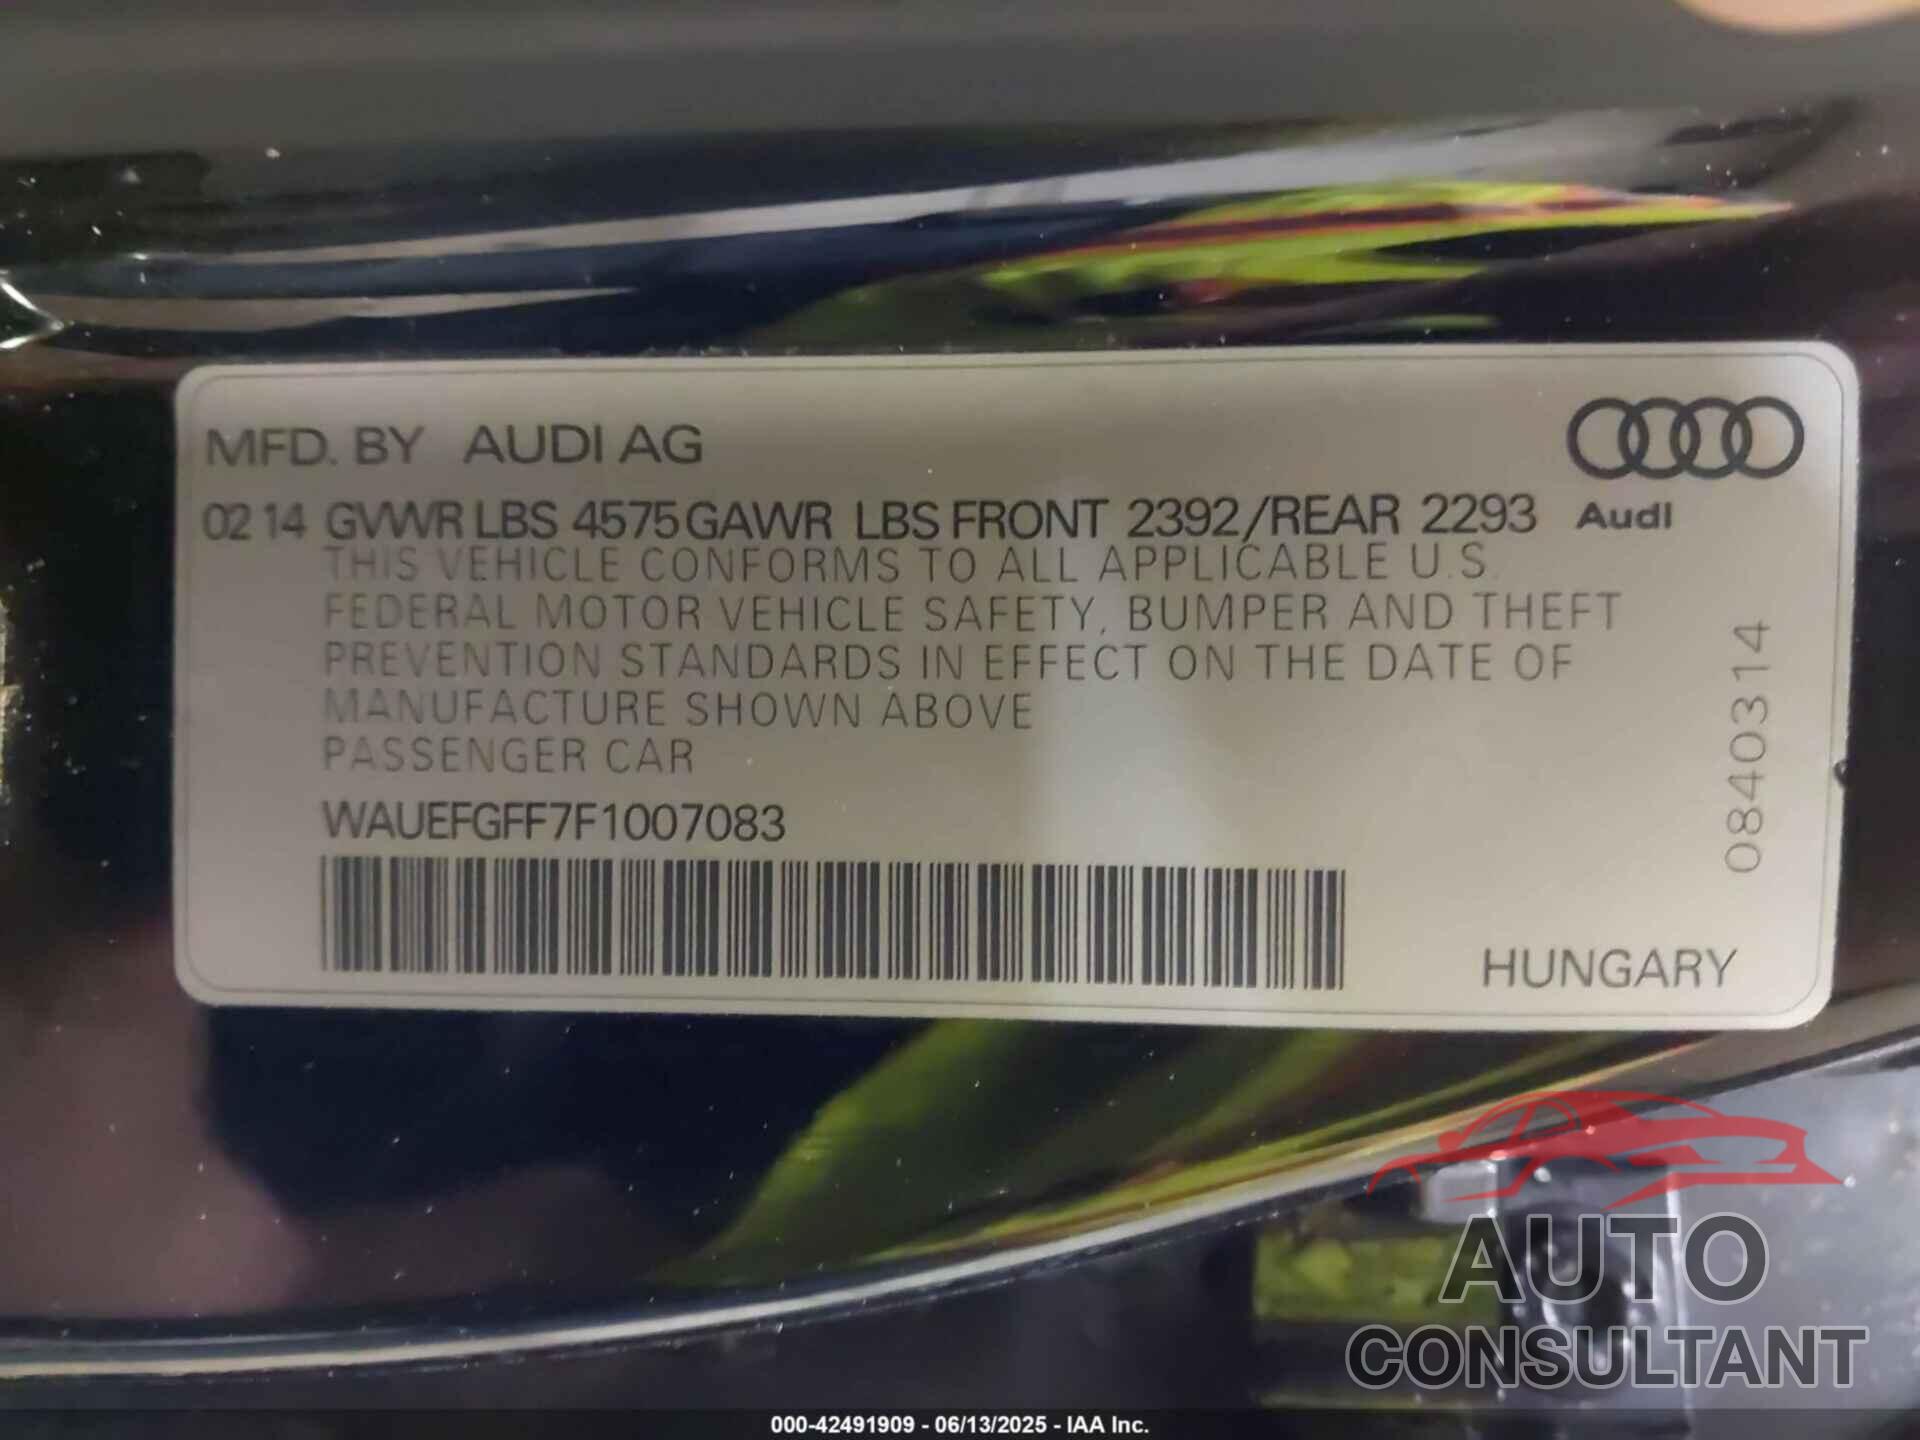 MFD. BY AUDI AG
02 14 GVWR LBS 4575 GAWR LBS FRONT 2392/REAR 2293
Audi
THIS VEHICLE CONFORMS TO ALL APPLICABLE U.S.
FEDERAL MOTOR VEHICLE SAFETY, BUMPER AND THEFT
PREVENTION STANDARDS IN EFFECT ON THE DATE OF
MANUFACTURE SHOWN ABOVE
PASSENGER CAR
WAUEFGFF7F1007083
0840314
HUNGARY
AUTO
CONSULTANT
000-42491909 - 06/13/2025 - IAA Inc.